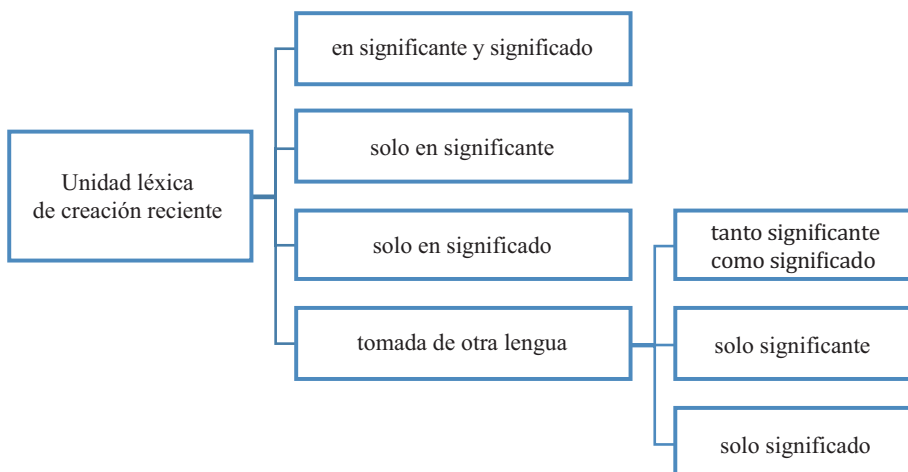 en significante y significado
solo en significante
Unidad léxica
de creación reciente
solo en significado
tomada de otra lengua
tanto significante
como significado
solo significante
solo significado